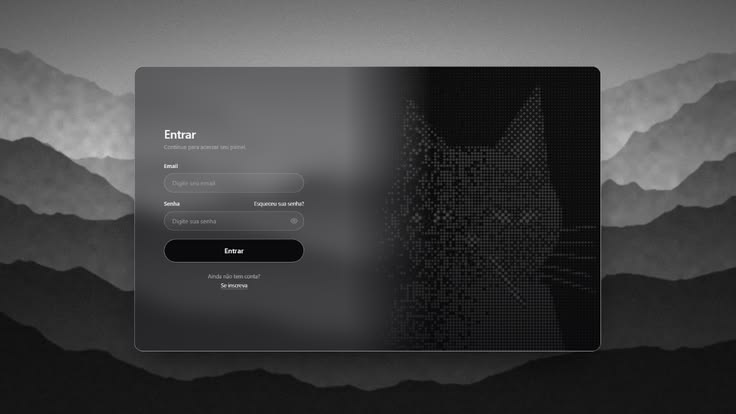 Entrar
Continue para acessar seu painel.
Email
Digite seu email
Senha
Esqueceu sua senha?
Digite sua senha
Entrar
Ainda não tem conta?
Se inscreva